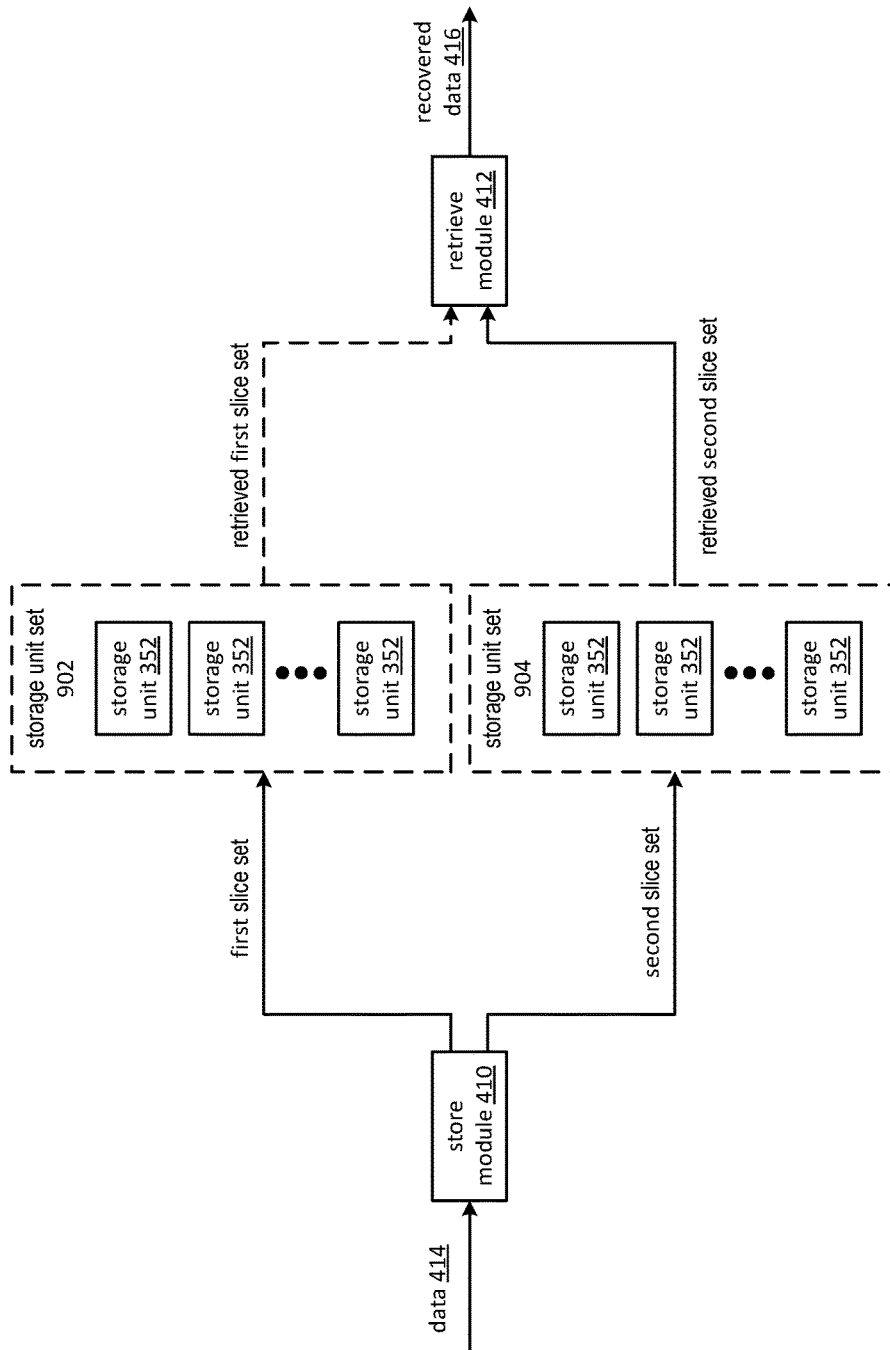 data 414
store
module 410
first slice set
second slice set
storage unit set
902
storage
unit 352
storage
unit 352
storage
unit 352
storage unit set
904
storage
unit 352
storage
unit 352
storage
unit 352
retrieved first slice set
retrieved second slice set
retrieve
module 412
recovered
data 416